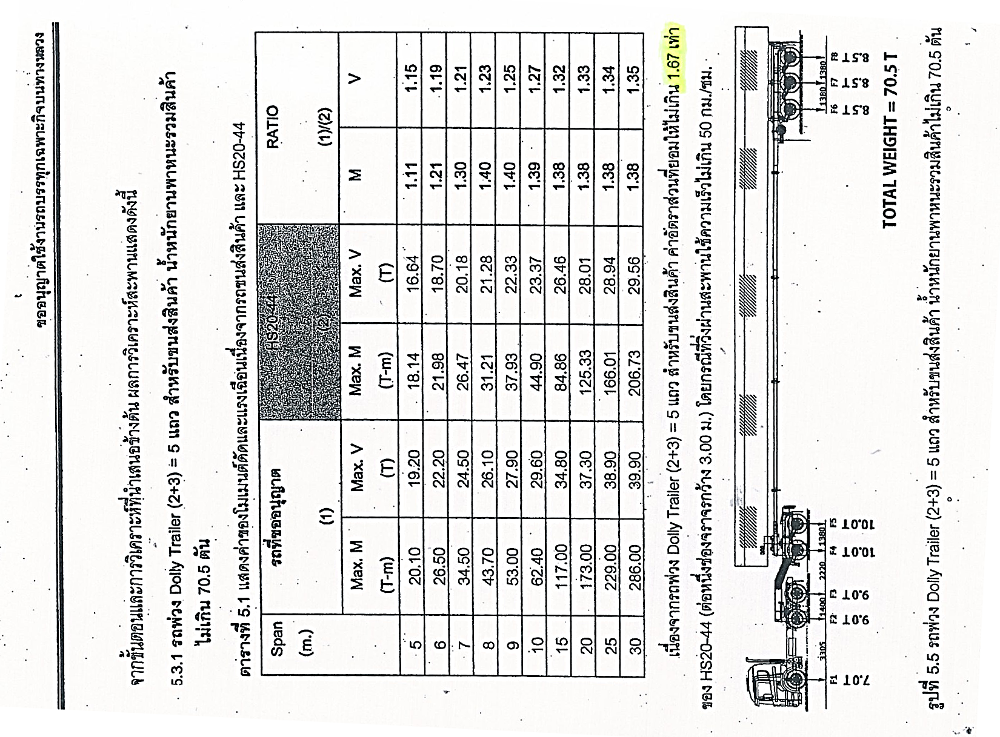 ขออนุญาตใช้งานรถบรรทุกเฉพาะกิจบนทางหลวง
จากขั้นตอนและการวิเคราะห์ที่นำเสนอข้างต้น ผลการวิเคราะห์สะพานแสดงดังนี้
5.3.1 รถพ่วง Dolly Trailer (2+3) = 5 แถว สำหรับขนส่งสินค้า น้ำหนักยานพาหนะรวมสินค้า
ไม่เกิน 70.5 ตัน
ตารางที่ 5.1 แสดงค่าของโมเมนต์ดัดและแรงเฉือนเนื่องจากรถขนส่งสินค้า และ HS20-44
Span รถที่ขออนุญาต HS20-44 RATIO
(m.) (1) (2) (1)/(2)
Max. M Max. V Max. M Max. V M V
(T-m) (T) (T-m) (T)
5 20.10 19.20 18.14 16.64 1.11 1.15
6 26.50 22.20 21.98 18.70 1.21 1.19
7 34.50 24.50 26.47 20.18 1.30 1.21
8 43.70 26.10 31.21 21.28 1.40 1.23
9 53.00 27.90 37.93 22.33 1.40 1.25
10 62.40 29.60 44.90 23.37 1.39 1.27
15 117.00 34.80 84.86 26.46 1.38 1.32
20 173.00 37.30 125.33 28.01 1.38 1.33
25 229.00 38.90 166.01 28.94 1.38 1.34
30 286.00 39.90 206.73 29.56 1.38 1.35
เนื่องจากรถพ่วง Dolly Trailer (2+3) = 5 แถว สำหรับขนส่งสินค้า ค่าอัตราส่วนที่ยอมให้ไม่เกิน 1.67 เท่า
ของ HS20-44 (ต่อหนึ่งช่องจราจรกว้าง 3.00 ม.) โดยกรณีที่วิ่งผ่านสะพานใช้ความเร็วไม่เกิน 50 กม./ชม.
3305 1400 2220 1380 1380 1380
F1 F2 F3 F4 F5 F6 F7 F8
7.0T 9.0T 9.0T 10.0T 10.0T 8.5T 8.5T 8.5T
TOTAL WEIGHT = 70.5 T
รูปที่ 5.5 รถพ่วง Dolly Trailer (2+3) = 5 แถว สำหรับขนส่งสินค้า น้ำหนักยานพาหนะรวมสินค้าไม่เกิน 70.5 ตัน